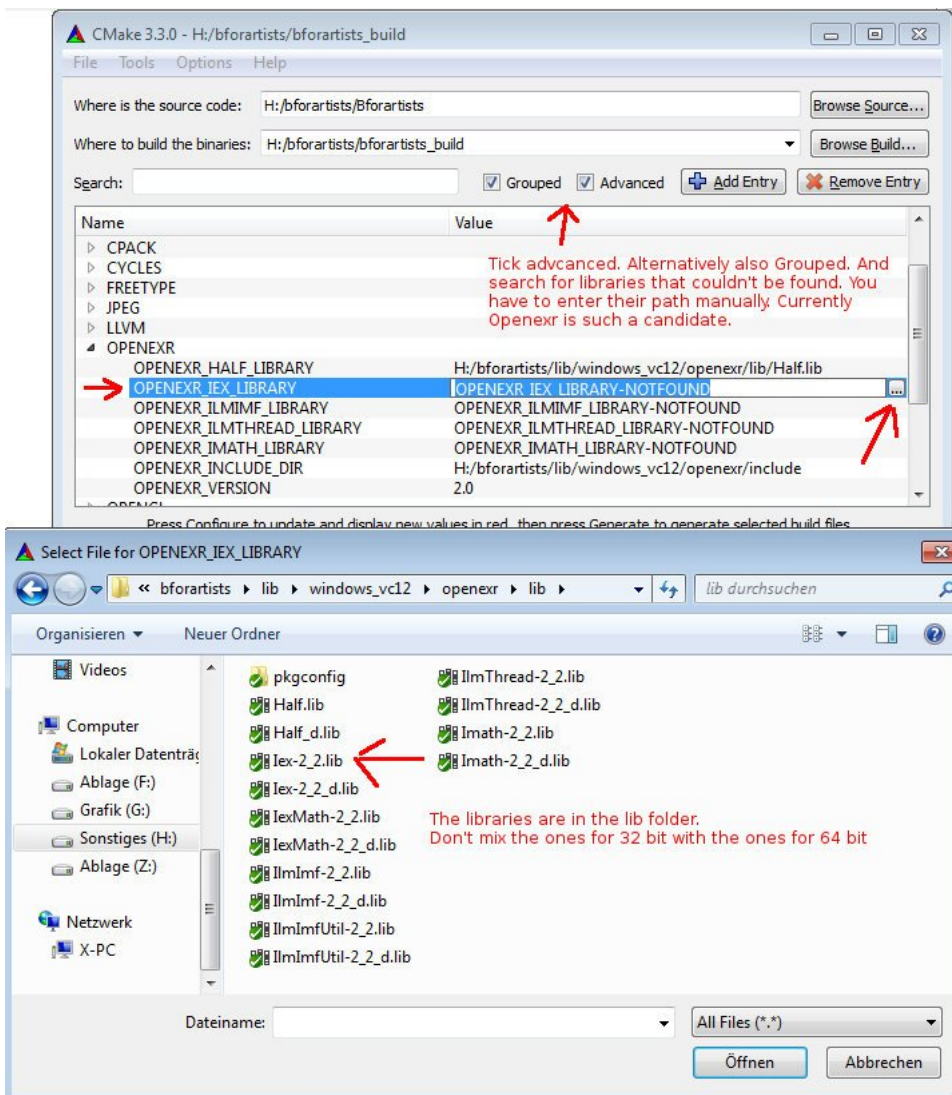 CMake 3.3.0 - H:/bforartists/bforartists_build
File Tools Options Help
Where is the source code: H:/bforartists/Bforartists Browse Source...
Where to build the binaries: H:/bforartists/bforartists_build Browse Build...
Search: Grouped Advanced Add Entry Remove Entry
Name Value
CPACK
CYCLES
FREETYPE
JPEG
LLVM
OPENEXR
Tick advcanced. Alternatively also Grouped. And
search for libraries that couldn't be found. You
have to enter their path manually. Currently
Openexr is such a candidate.
OPENEXR_HALF_LIBRARY H:/bforartists/lib/windows_vc12/openexr/lib/Half.lib
OPENEXR_IEX_LIBRARY OPENEXR_IEX_LIBRARY-NOTFOUND ...
OPENEXR_ILMIMF_LIBRARY OPENEXR_ILMIMF_LIBRARY-NOTFOUND
OPENEXR_ILMTHREAD_LIBRARY OPENEXR_ILMTHREAD_LIBRARY-NOTFOUND
OPENEXR_IMATH_LIBRARY OPENEXR_IMATH_LIBRARY-NOTFOUND
OPENEXR_INCLUDE_DIR H:/bforartists/lib/windows_vc12/openexr/include
OPENEXR_VERSION 2.0
OPENGL
Press Configure to update and display new values in red, then press Generate to generate selected build files.
Select File for OPENEXR_IEX_LIBRARY
« bforartists lib windows_vc12 openexr lib lib durchsuchen
Organisieren Neuer Ordner
Videos
Computer
Lokaler Datenträg
Ablage (F:)
Grafik (G:)
Sonstiges (H:)
Ablage (Z:)
Netzwerk
X-PC
pkgconfig
Half.lib
Half_d.lib
Iex-2_2.lib
Iex-2_2_d.lib
IexMath-2_2.lib
IexMath-2_2_d.lib
IlmImf-2_2.lib
IlmImf-2_2_d.lib
IlmImfUtil-2_2.lib
IlmImfUtil-2_2_d.lib
IlmThread-2_2.lib
IlmThread-2_2_d.lib
Imath-2_2.lib
Imath-2_2_d.lib
The libraries are in the lib folder.
Don't mix the ones for 32 bit with the ones for 64 bit
Dateiname: All Files (*.*)
Öffnen Abbrechen